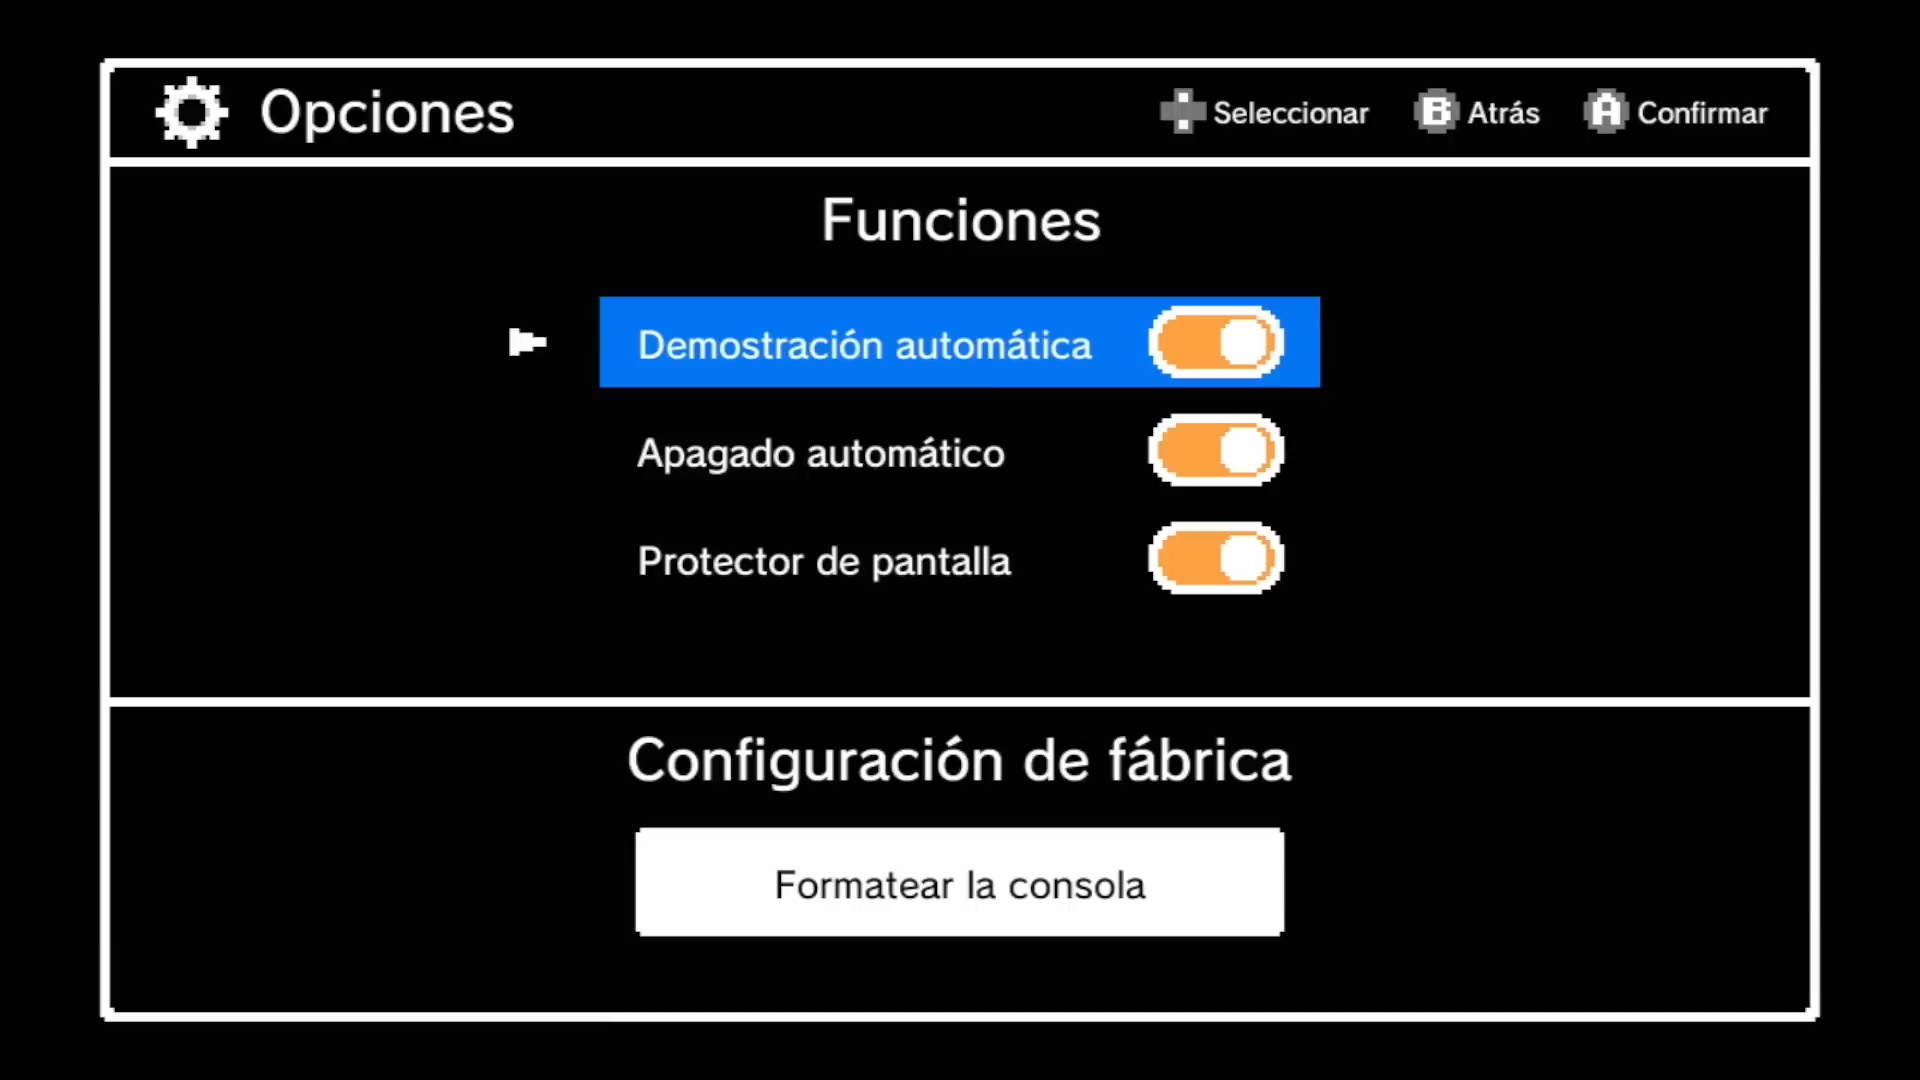 Opciones
Seleccionar
B Atrás
A Confirmar
Funciones
Demostración automática
Apagado automático
Protector de pantalla
Configuración de fábrica
Formatear la consola